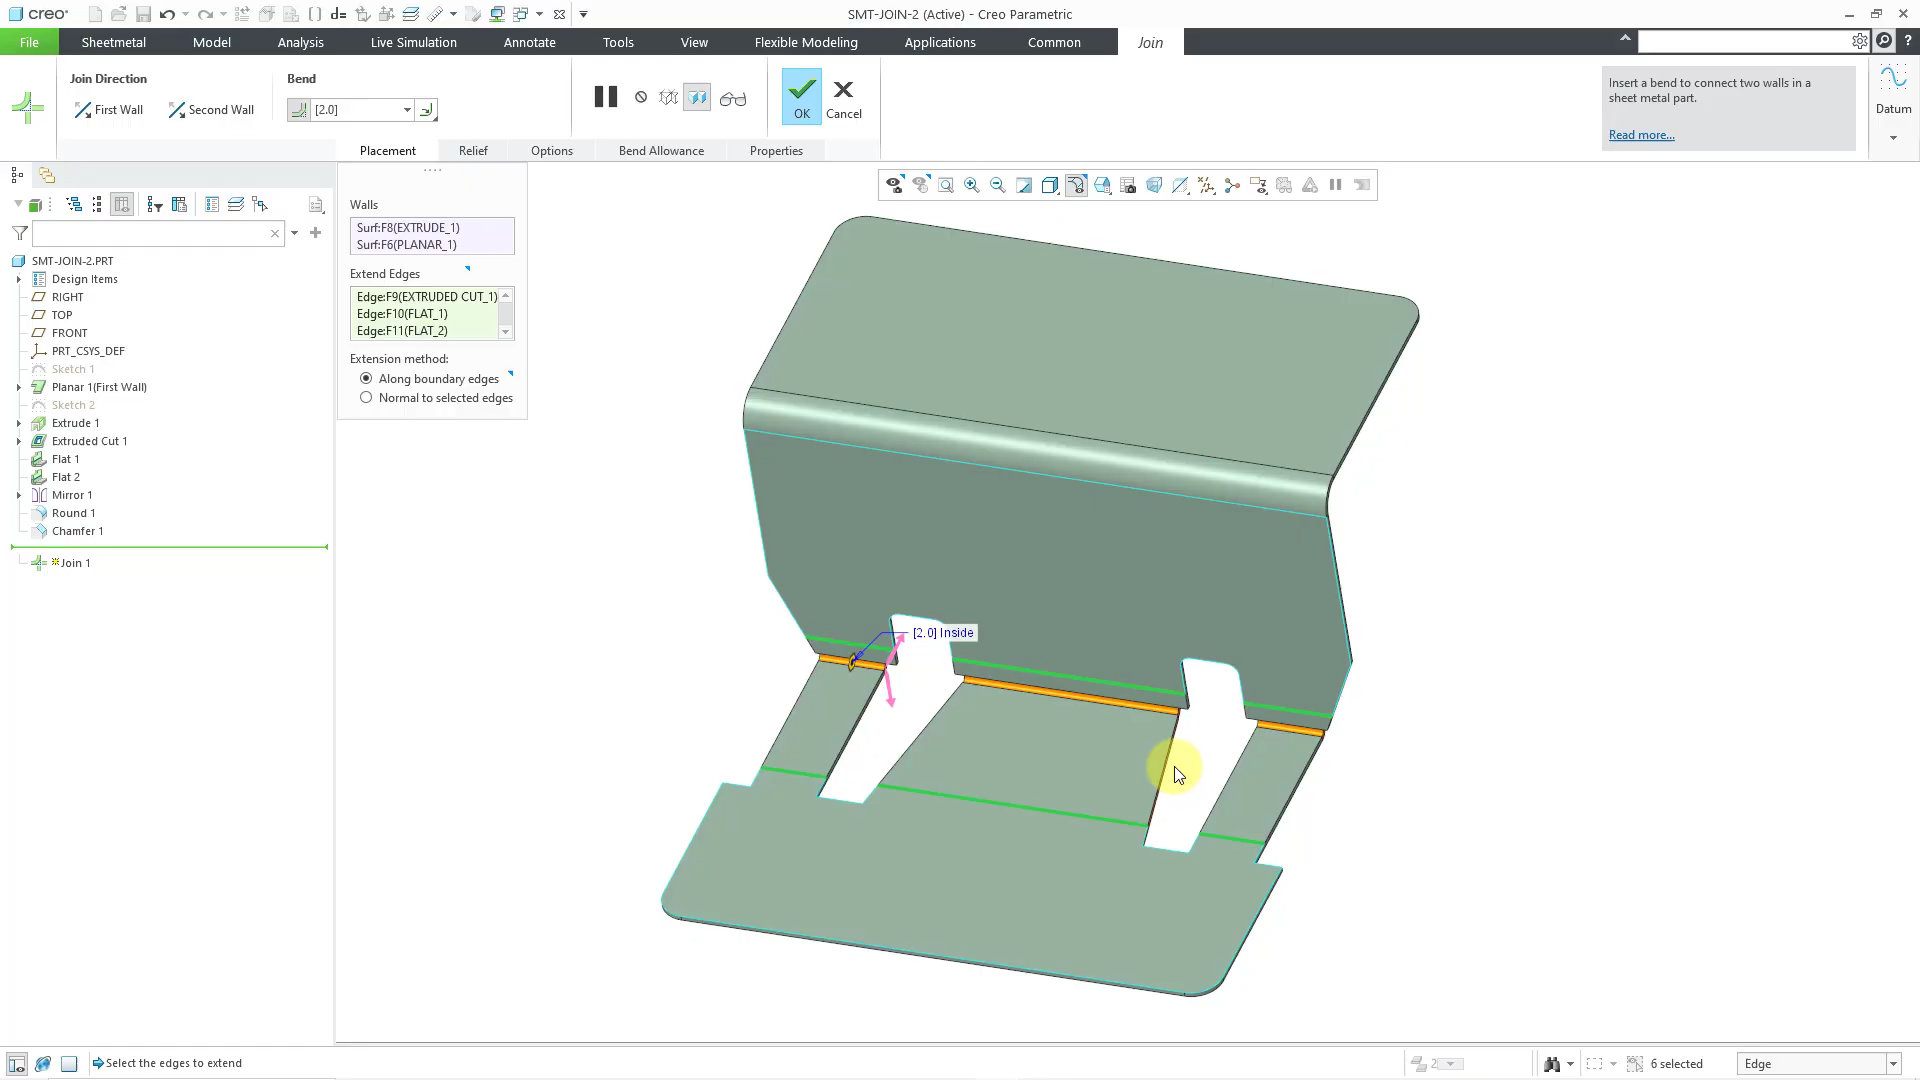 creo
SMT-JOIN-2 (Active) - Creo Parametric
File
Sheetmetal
Model
Analysis
Live Simulation
Annotate
Tools
View
Flexible Modeling
Applications
Common
Join
Join Direction
Bend
First Wall
Second Wall
[2.0]
OK
Cancel
Insert a bend to connect two walls in a
sheet metal part.
Read more...
Datum
Placement
Relief
Options
Bend Allowance
Properties
Walls
Surf:F8(EXTRUDE_1)
Surf:F6(PLANAR_1)
Extend Edges
Edge:F9(EXTRUDED CUT_1)
Edge:F10(FLAT_1)
Edge:F11(FLAT_2)
Extension method:
Along boundary edges
Normal to selected edges
SMT-JOIN-2.PRT
Design Items
RIGHT
TOP
FRONT
PRT_CSYS_DEF
Sketch 1
Planar 1(First Wall)
Sketch 2
Extrude 1
Extruded Cut 1
Flat 1
Flat 2
Mirror 1
Round 1
Chamfer 1
Join 1
[2.0] Inside
Select the edges to extend
2
6 selected
Edge